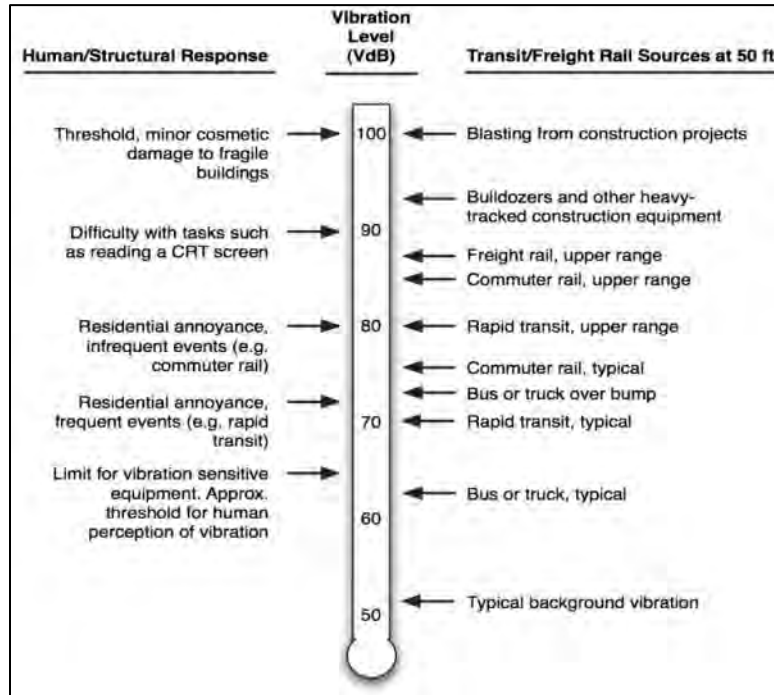 Human/Structural Response
Vibration
Level
(VdB)
Transit/Freight Rail Sources at 50 ft
Threshold, minor cosmetic
damage to fragile
buildings
100
Blasting from construction projects
Bulldozers and other heavy-
tracked construction equipment
Difficulty with tasks such
as reading a CRT screen
90
Freight rail, upper range
Commuter rail, upper range
Residential annoyance,
infrequent events (e.g.
commuter rail)
80
Rapid transit, upper range
Commuter rail, typical
Bus or truck over bump
Residential annoyance,
frequent events (e.g. rapid
transit)
70
Rapid transit, typical
Limit for vibration sensitive
equipment. Approx.
threshold for human
perception of vibration
Bus or truck, typical
60
Typical background vibration
50